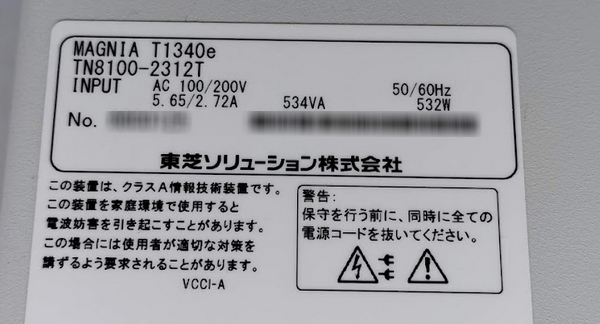 MAGNIA T1340e
TN8100-2312T
INPUT AC 100/200V 50/60Hz
5.65/2.72A 534VA 532W
No.
東芝ソリューション株式会社
この装置は、クラスA情報技術装置です。
この装置を家庭環境で使用すると
電波妨害を引き起こすことがあります。
この場合には使用者が適切な対策を
講ずるよう要求されることがあります。
VCCI-A
警告:
保守を行う前に、同時に全ての
電源コードを抜いてください。